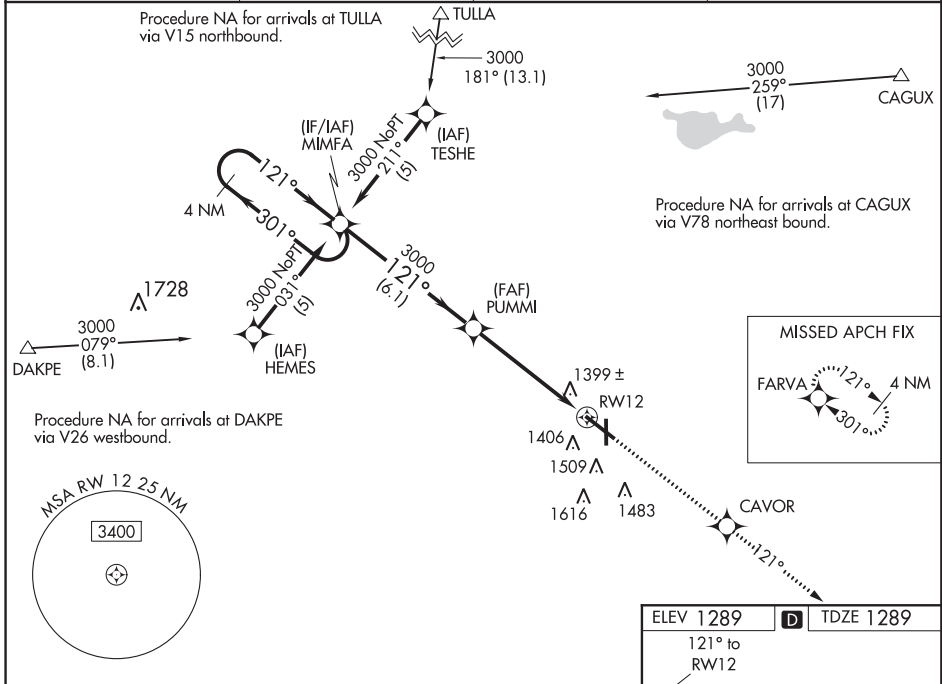 Procedure NA for arrivals at TULLA
via V15 northbound.
TULLA
3000
181° (13.1)
3000
259°
(17)
CAGUX
(IF/IAF)
MIMFA
(IAF)
TESHE
3000 NoPT
211°
(5)
121°
4 NM
301°
Procedure NA for arrivals at CAGUX
via V78 northeast bound.
3000
121°
(6.1)
(FAF)
PUMMI
3000 NoPT
031°
(5)
1728
3000
079°
(8.1)
DAKPE
(IAF)
HEMES
MISSED APCH FIX
FARVA
121°
4 NM
301°
1399 ±
RW12
1406
1509
1616
1483
Procedure NA for arrivals at DAKPE
via V26 westbound.
MSA RW 12 25 NM
3400
CAVOR
121°
ELEV 1289
D
TDZE 1289
121° to
RW12